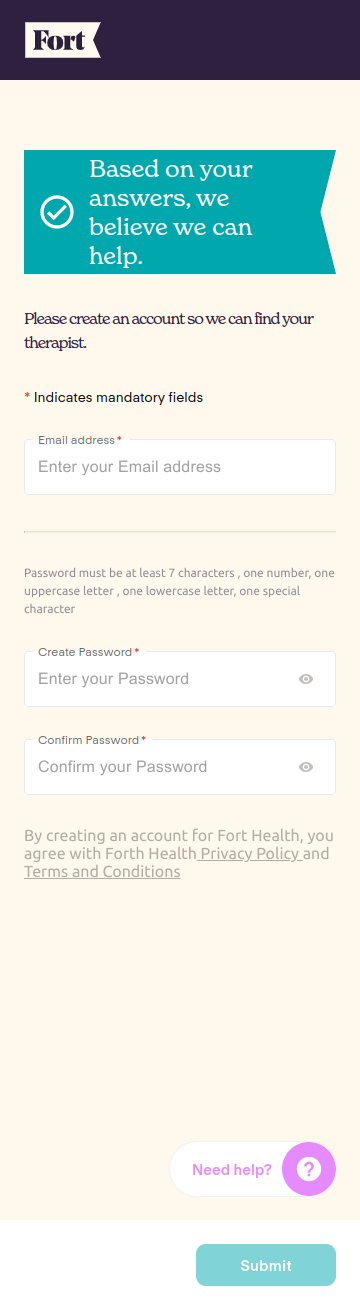 Fort
Based on your
answers, we
believe we can
help.
Please create an account so we can find your
therapist.
* Indicates mandatory fields
Email address*
Enter your Email address
Password must be at least 7 characters , one number, one
uppercase letter , one lowercase letter, one special
character
Create Password*
Enter your Password
Confirm Password*
Confirm your Password
By creating an account for Fort Health, you
agree with Forth Health Privacy Policy and
Terms and Conditions
Need help? ?
Submit